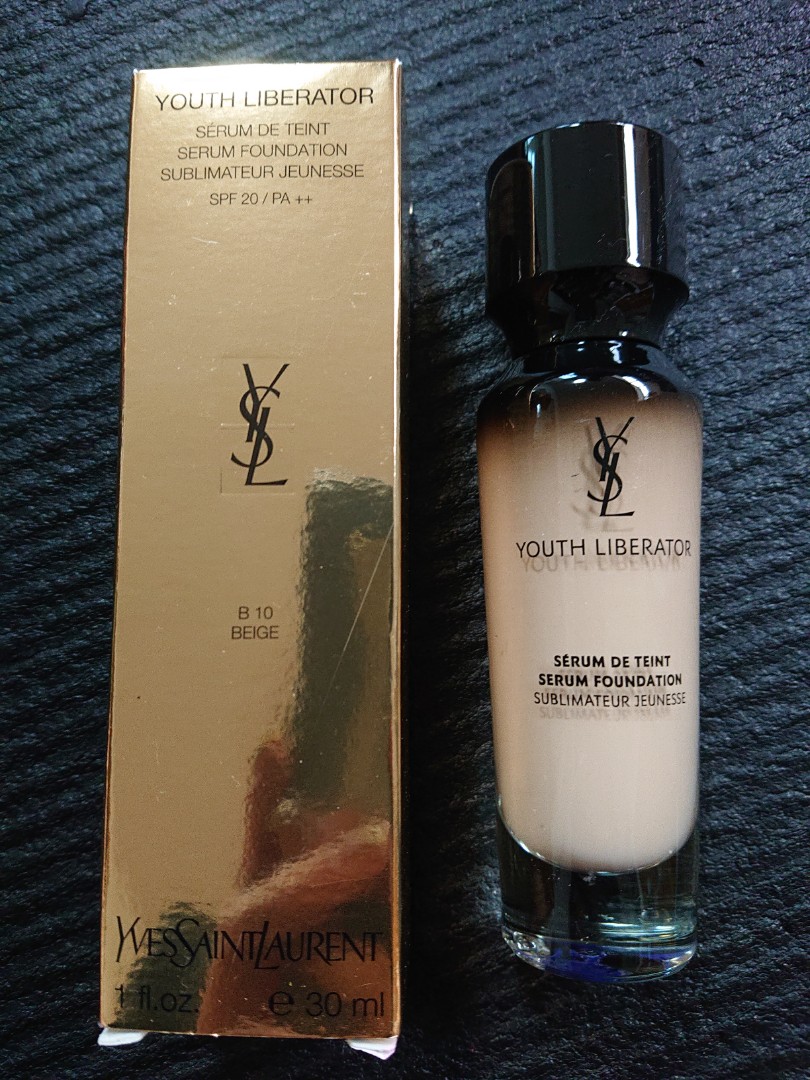 YOUTH LIBERATOR
SÉRUM DE TEINT
SERUM FOUNDATION
SUBLIMATEUR JEUNESSE
SPF 20 / PA ++
YSL
B 10
BEIGE
YVESSAINTLAURENT
1 fl.oz. e 30 ml
YSL
YOUTH LIBERATOR
SÉRUM DE TEINT
SERUM FOUNDATION
SUBLIMATEUR JEUNESSE